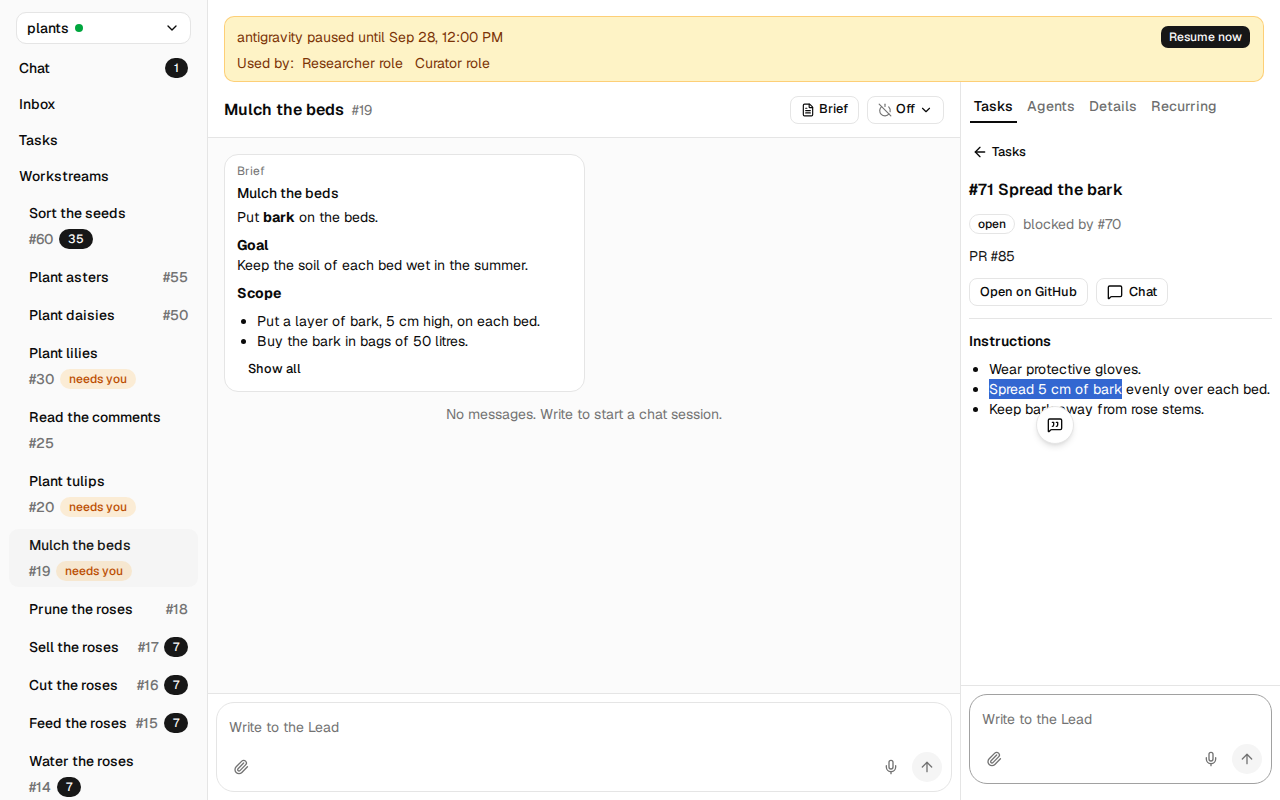 plants
Chat 1
Inbox
Tasks
Workstreams
Sort the seeds
#60 35
Plant asters #55
Plant daisies #50
Plant lilies
#30 needs you
Read the comments
#25
Plant tulips
#20 needs you
Mulch the beds
#19 needs you
Prune the roses #18
Sell the roses #17 7
Cut the roses #16 7
Feed the roses #15 7
Water the roses
#14 7
antigravity paused until Sep 28, 12:00 PM
Resume now
Used by: Researcher role Curator role
Mulch the beds #19
Brief
Off
Brief
Mulch the beds
Put bark on the beds.
Goal
Keep the soil of each bed wet in the summer.
Scope
• Put a layer of bark, 5 cm high, on each bed.
• Buy the bark in bags of 50 litres.
Show all
No messages. Write to start a chat session.
Write to the Lead
Tasks Agents Details Recurring
Tasks
#71 Spread the bark
open blocked by #70
PR #85
Open on GitHub Chat
Instructions
• Wear protective gloves.
• Spread 5 cm of bark evenly over each bed.
• Keep bark away from rose stems.
Write to the Lead